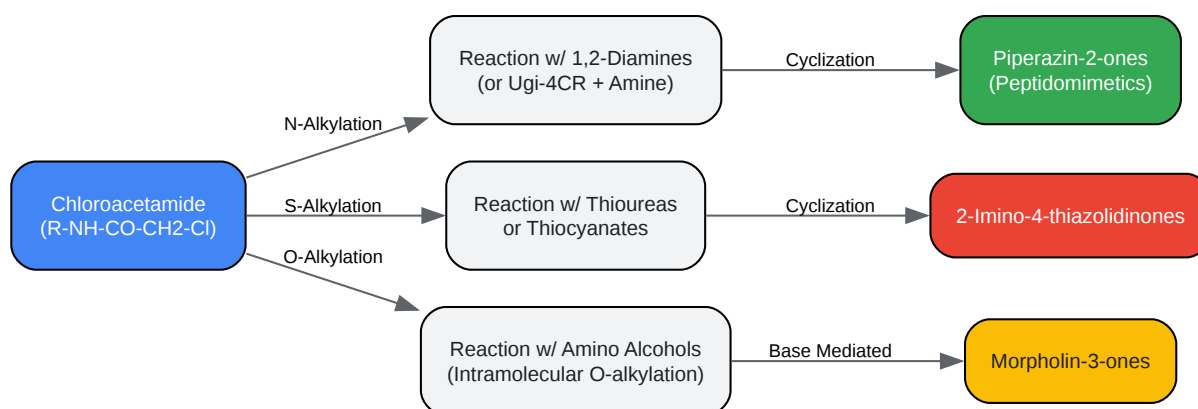 Chloroacetamide
(R-NH-CO-CH2-Cl)
N-Alkylation
Reaction w/ 1,2-Diamines
(or Ugi-4CR + Amine)
Cyclization
Piperazin-2-ones
(Peptidomimetics)
S-Alkylation
Reaction w/ Thioureas
or Thiocyanates
Cyclization
2-Imino-4-thiazolidinones
O-Alkylation
Reaction w/ Amino Alcohols
(Intramolecular O-alkylation)
Base Mediated
Morpholin-3-ones